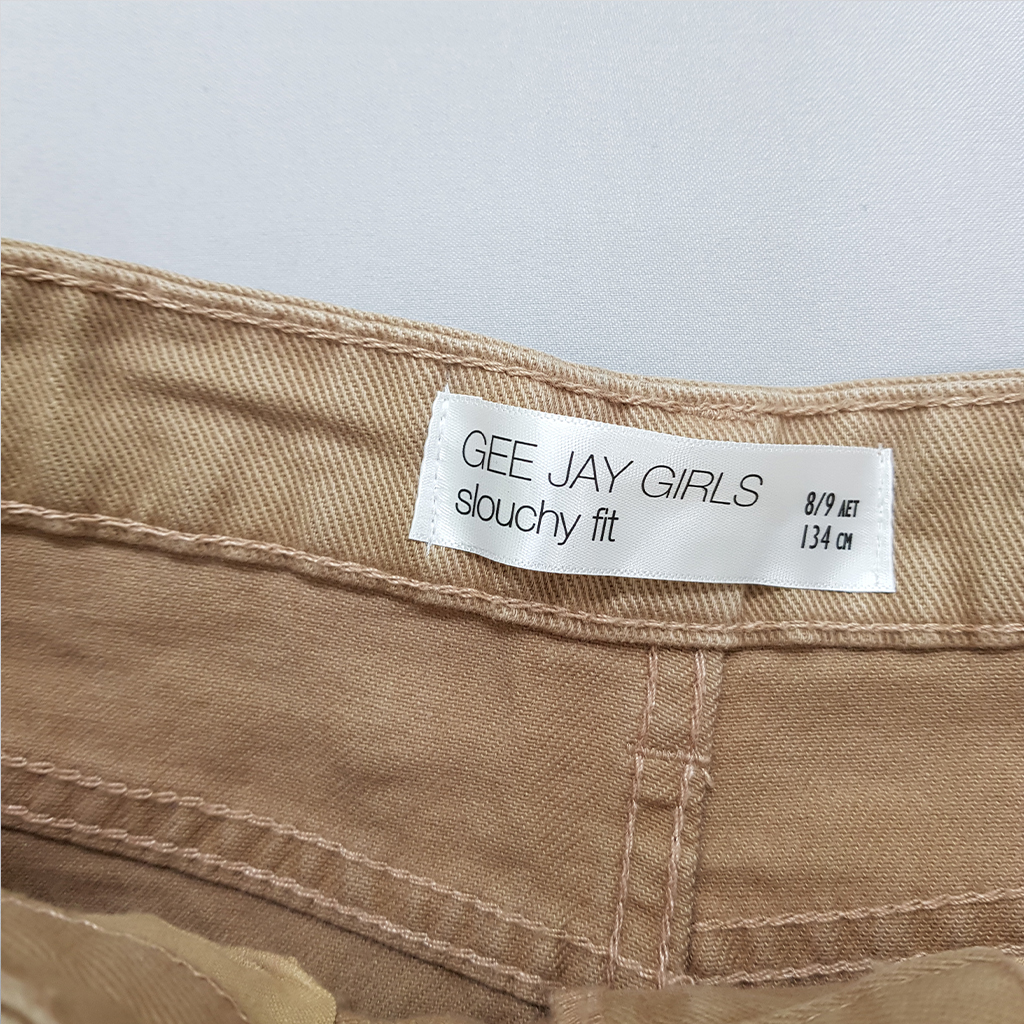 GEE JAY GIRLS
slouchy fit
8/9 ЛЕТ
134 СМ